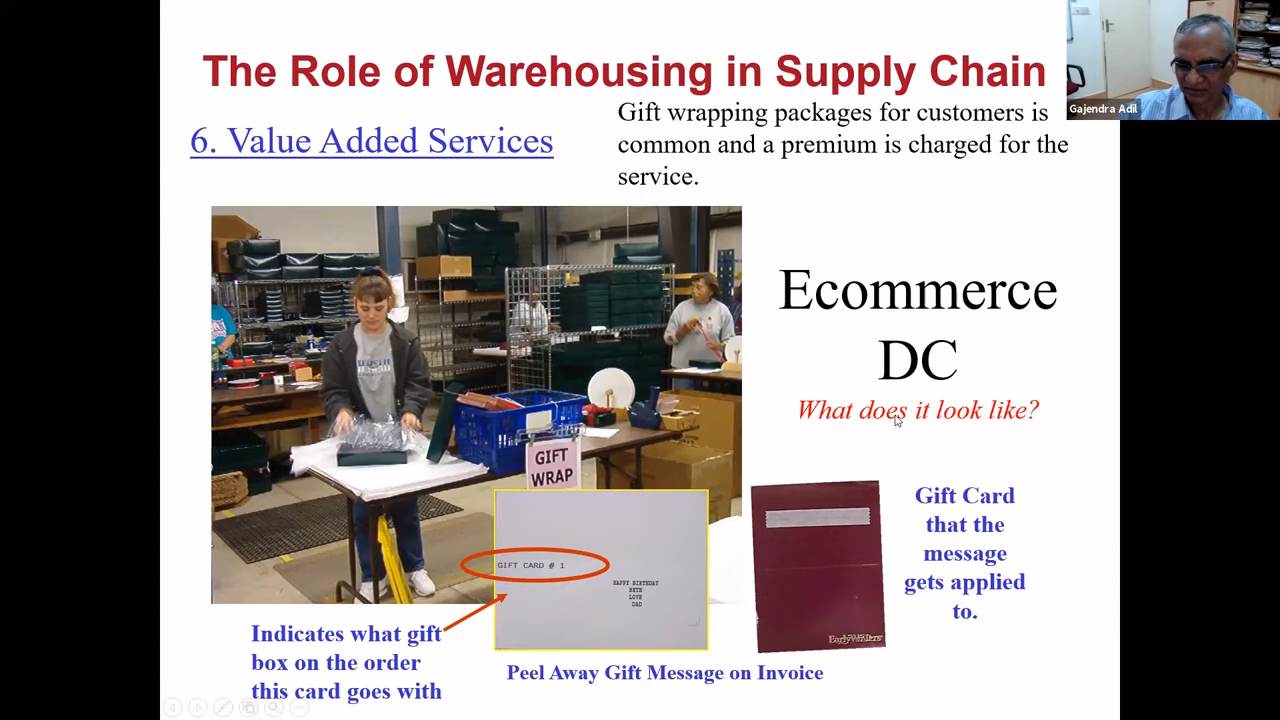 The Role of Warehousing in Supply Chain
Gajendra Adil
6. Value Added Services
Gift wrapping packages for customers is
common and a premium is charged for the
service.
Ecommerce
DC
What does it look like?
GIFT
WRAP
GIFT CARD # 1
HAPPY BIRTHDAY
BETH
LOVE
DAD
Gift Card
that the
message
gets applied
to.
Indicates what gift
box on the order
this card goes with
Peel Away Gift Message on Invoice